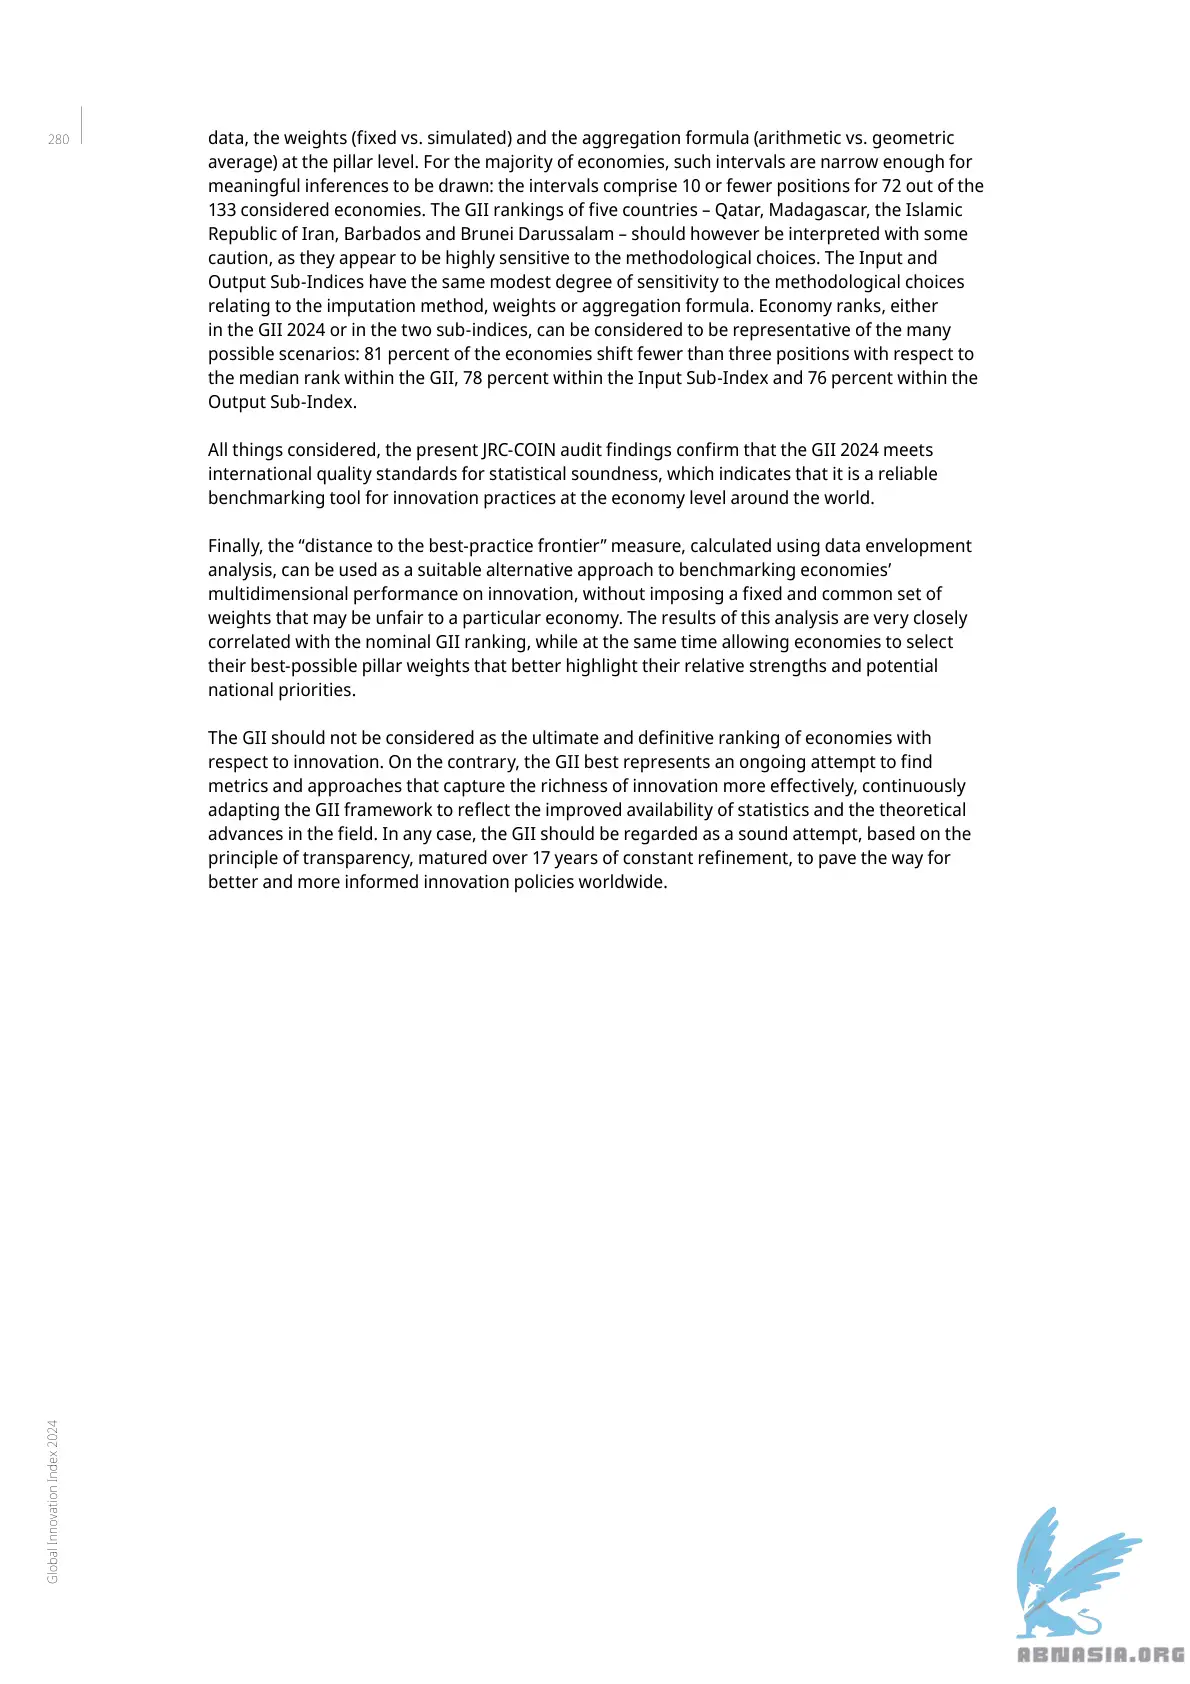 280
data, the weights (fixed vs. simulated) and the aggregation formula (arithmetic vs. geometric
average) at the pillar level. For the majority of economies, such intervals are narrow enough for
meaningful inferences to be drawn: the intervals comprise 10 or fewer positions for 72 out of the
133 considered economies. The GII rankings of five countries – Qatar, Madagascar, the Islamic
Republic of Iran, Barbados and Brunei Darussalam – should however be interpreted with some
caution, as they appear to be highly sensitive to the methodological choices. The Input and
Output Sub-Indices have the same modest degree of sensitivity to the methodological choices
relating to the imputation method, weights or aggregation formula. Economy ranks, either
in the GII 2024 or in the two sub-indices, can be considered to be representative of the many
possible scenarios: 81 percent of the economies shift fewer than three positions with respect to
the median rank within the GII, 78 percent within the Input Sub-Index and 76 percent within the
Output Sub-Index.
All things considered, the present JRC-COIN audit findings confirm that the GII 2024 meets
international quality standards for statistical soundness, which indicates that it is a reliable
benchmarking tool for innovation practices at the economy level around the world.
Finally, the “distance to the best-practice frontier” measure, calculated using data envelopment
analysis, can be used as a suitable alternative approach to benchmarking economies’
multidimensional performance on innovation, without imposing a fixed and common set of
weights that may be unfair to a particular economy. The results of this analysis are very closely
correlated with the nominal GII ranking, while at the same time allowing economies to select
their best-possible pillar weights that better highlight their relative strengths and potential
national priorities.
The GII should not be considered as the ultimate and definitive ranking of economies with
respect to innovation. On the contrary, the GII best represents an ongoing attempt to find
metrics and approaches that capture the richness of innovation more effectively, continuously
adapting the GII framework to reflect the improved availability of statistics and the theoretical
advances in the field. In any case, the GII should be regarded as a sound attempt, based on the
principle of transparency, matured over 17 years of constant refinement, to pave the way for
better and more informed innovation policies worldwide.
Global Innovation Index 2024
ABNASIA.ORG